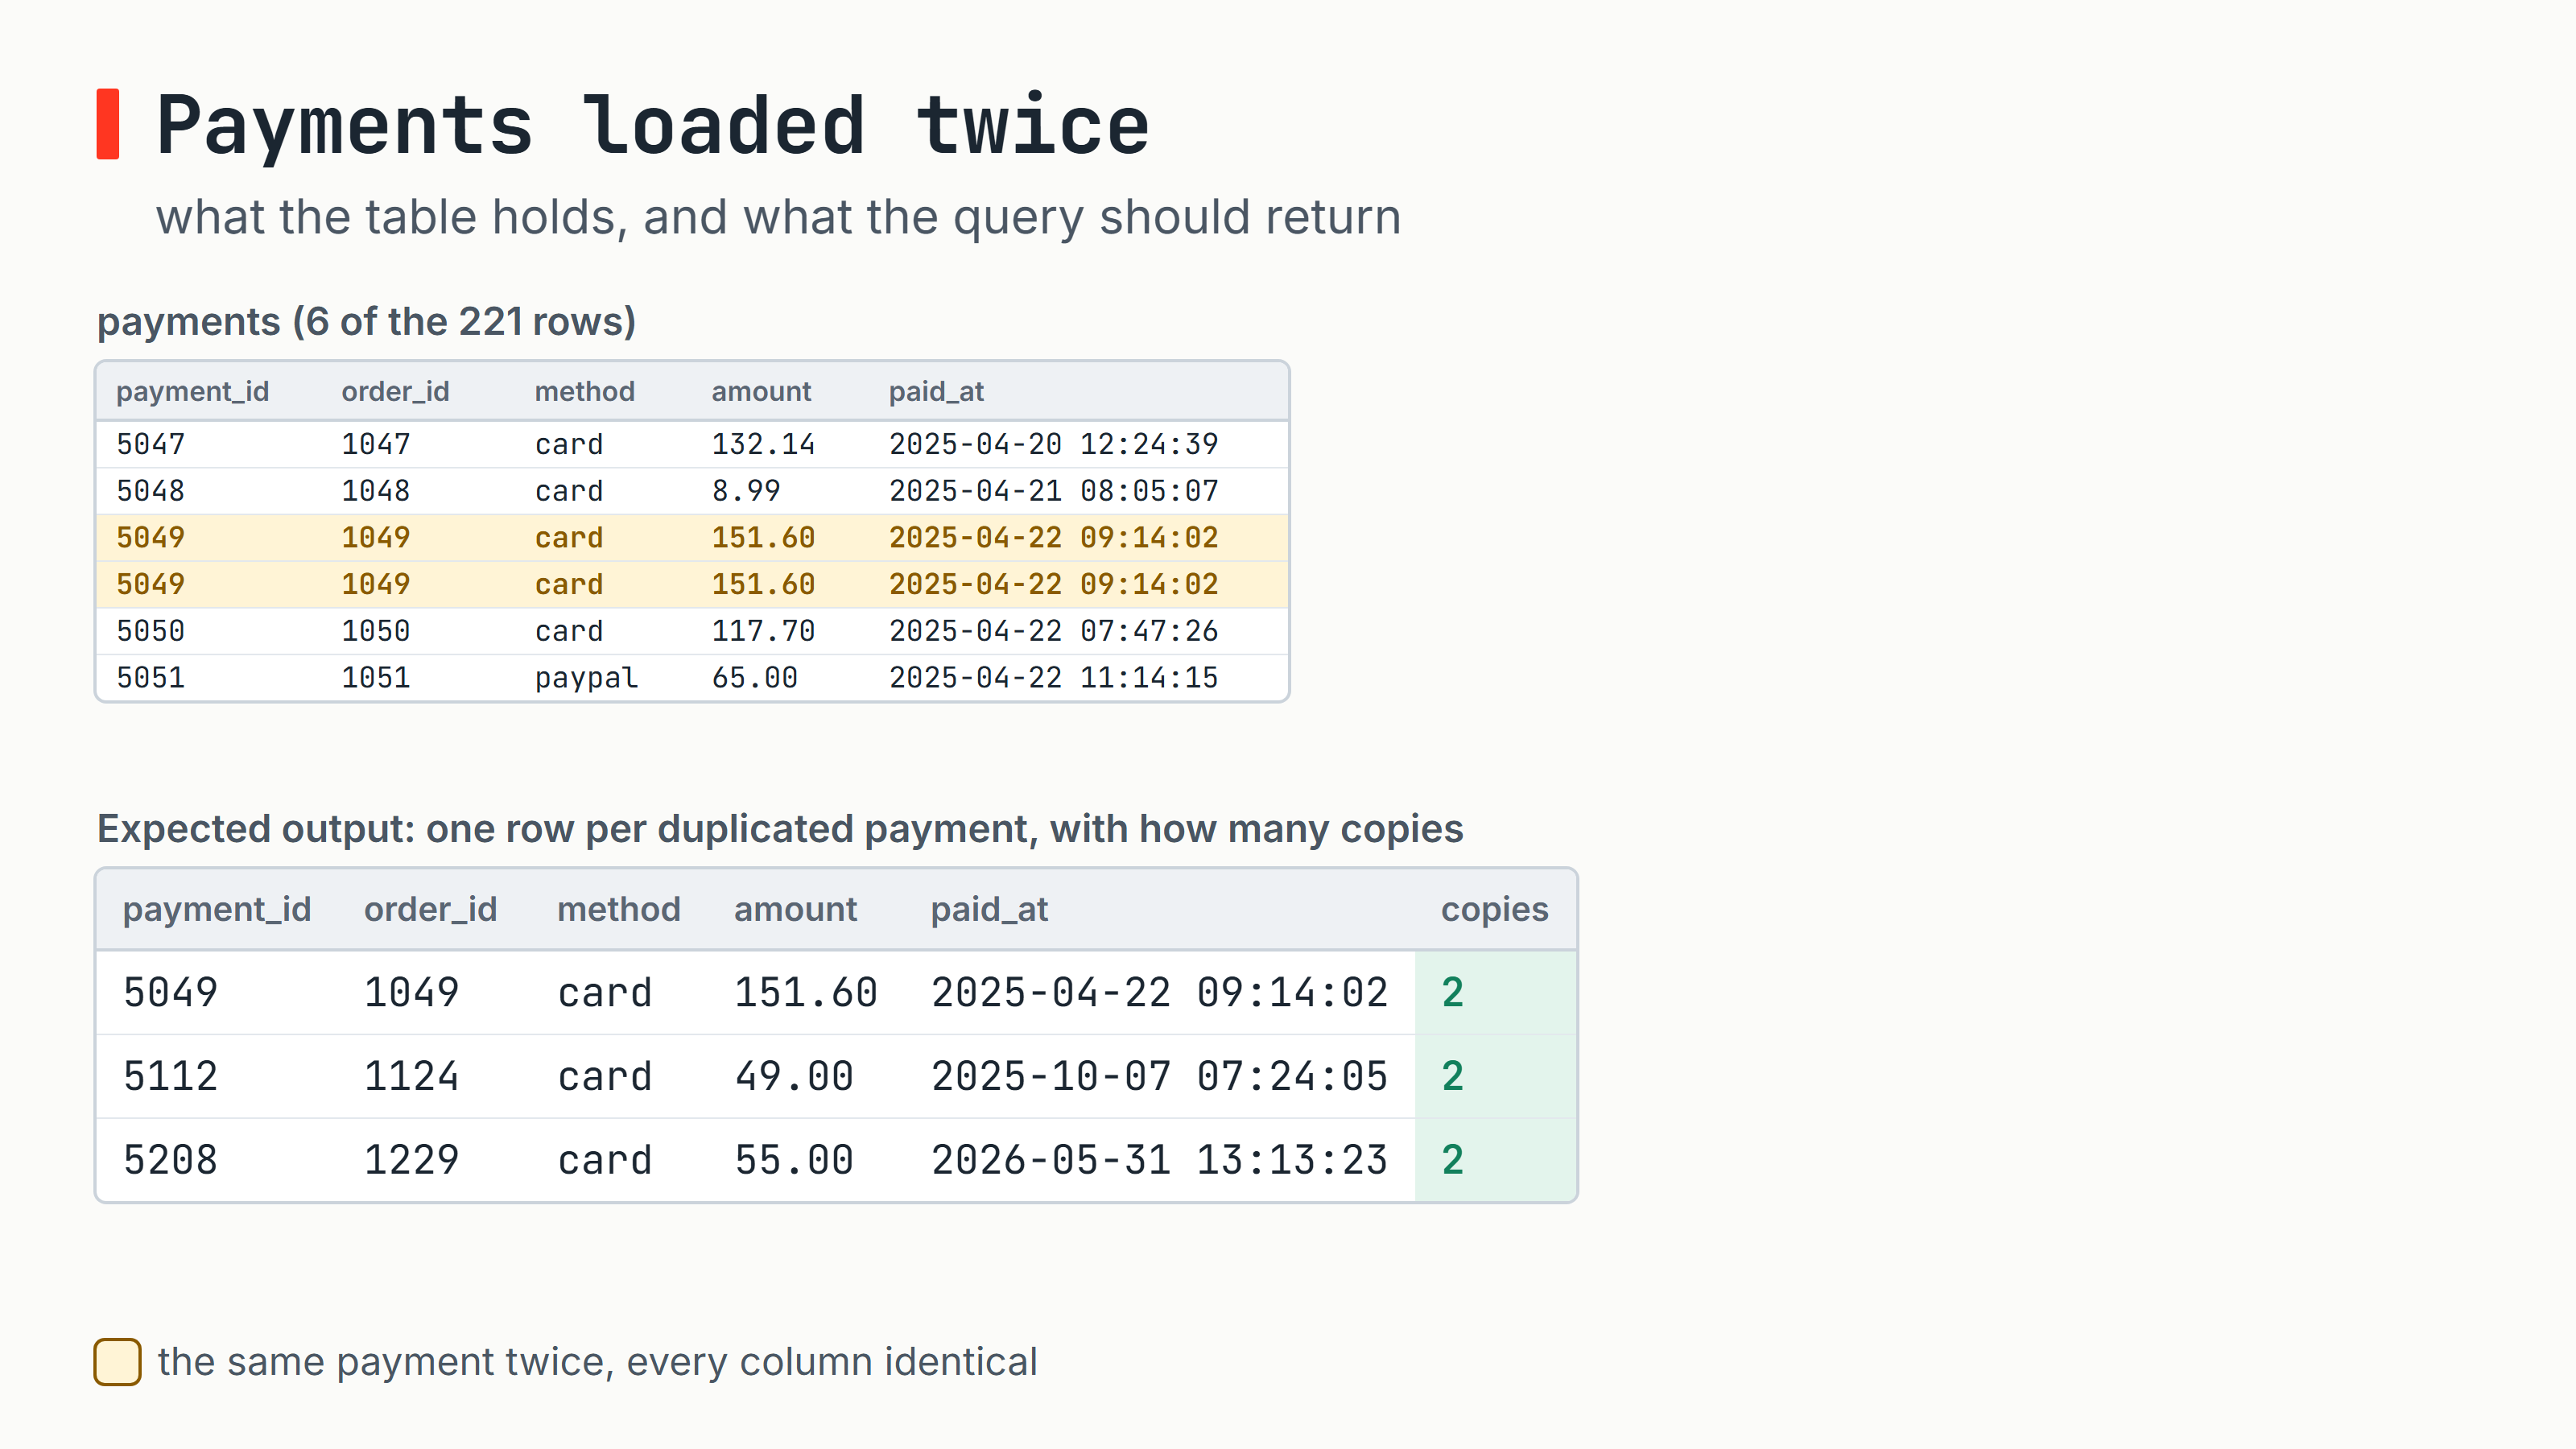 Payments loaded twice
what the table holds, and what the query should return
payments (6 of the 221 rows)
payment_id order_id method amount paid_at
5047 1047 card 132.14 2025-04-20 12:24:39
5048 1048 card 8.99 2025-04-21 08:05:07
5049 1049 card 151.60 2025-04-22 09:14:02
5049 1049 card 151.60 2025-04-22 09:14:02
5050 1050 card 117.70 2025-04-22 07:47:26
5051 1051 paypal 65.00 2025-04-22 11:14:15
Expected output: one row per duplicated payment, with how many copies
payment_id order_id method amount paid_at copies
5049 1049 card 151.60 2025-04-22 09:14:02 2
5112 1124 card 49.00 2025-10-07 07:24:05 2
5208 1229 card 55.00 2026-05-31 13:13:23 2
the same payment twice, every column identical